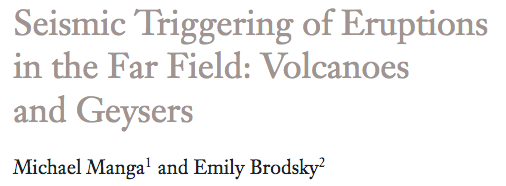 Seismic Triggering of Eruptions
in the Far Field: Volcanoes
and Geysers
Michael Manga¹ and Emily Brodsky²